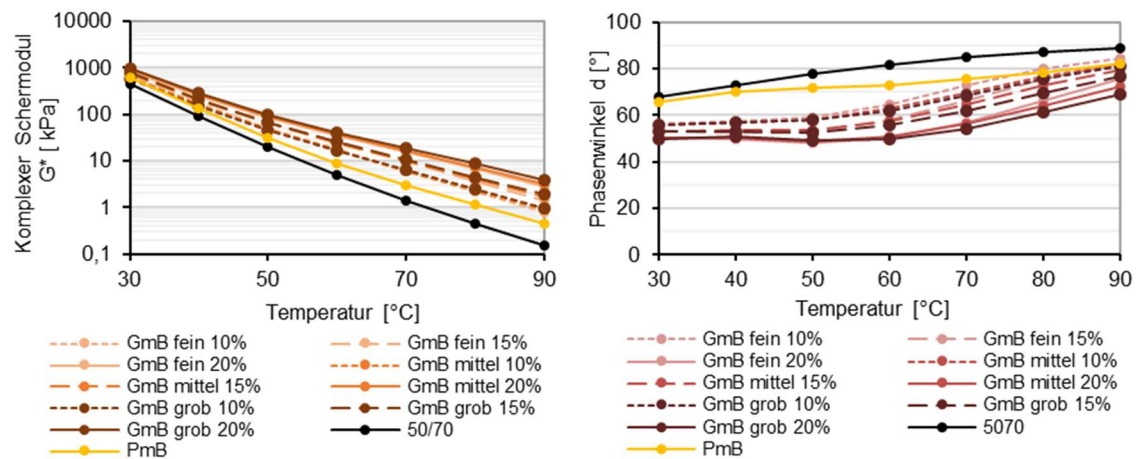 Komplexer Schermodul
G* [ kPa]
10000
1000
100
10
1
0,1
30
50
70
90
Temperatur [°C]
GmB fein 10%
GmB fein 15%
GmB fein 20%
GmB mittel 10%
GmB mittel 15%
GmB mittel 20%
GmB grob 10%
GmB grob 15%
GmB grob 20%
50/70
PmB
Phasenwinkel d [°]
100
80
60
40
20
0
30
40
50
60
70
80
90
Temperatur [°C]
GmB fein 10%
GmB fein 15%
GmB fein 20%
GmB mittel 10%
GmB mittel 15%
GmB mittel 20%
GmB grob 10%
GmB grob 15%
GmB grob 20%
5070
PmB